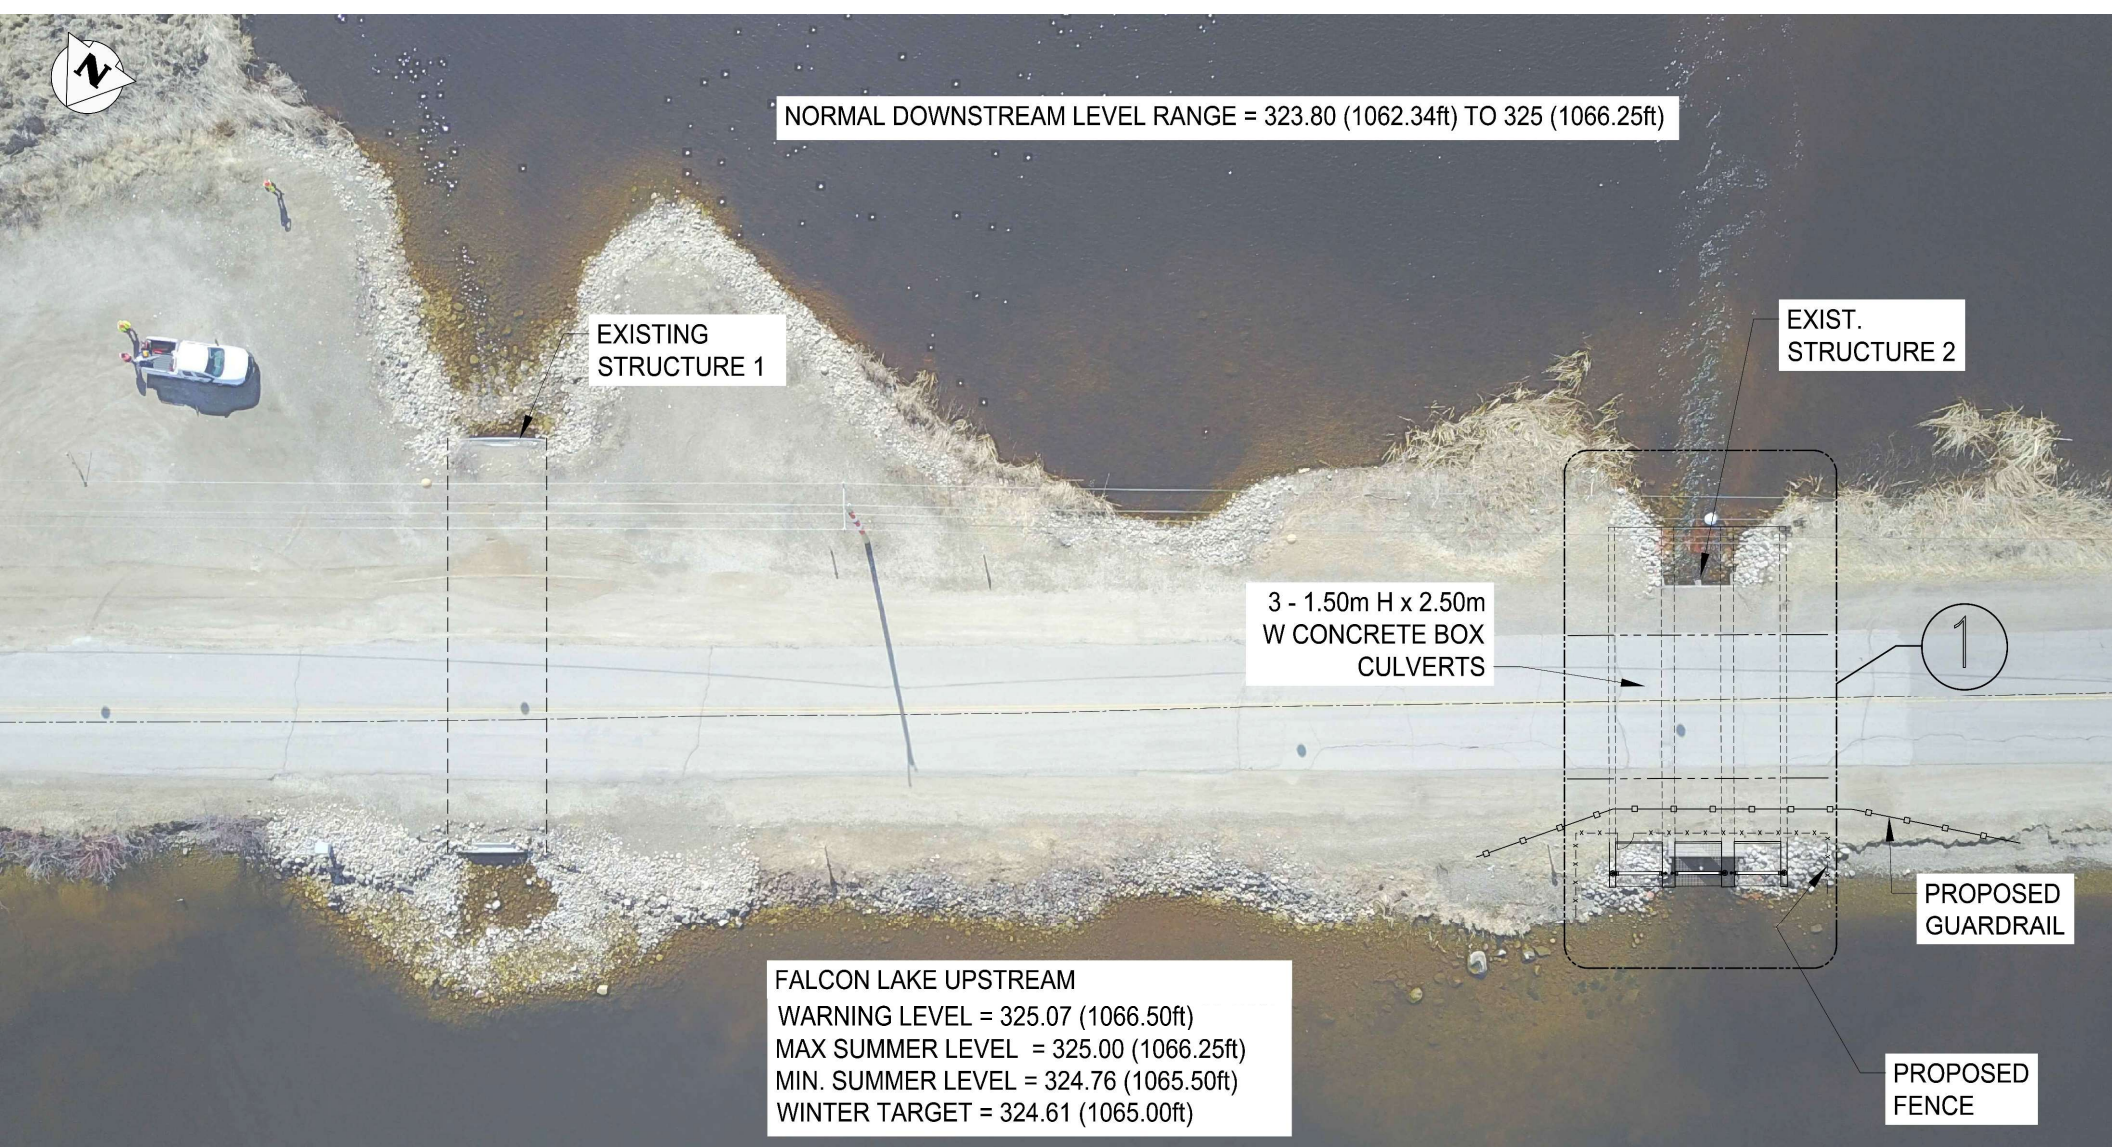 N
NORMAL DOWNSTREAM LEVEL RANGE = 323.80 (1062.34ft) TO 325 (1066.25ft)
EXISTING
STRUCTURE 1
EXIST.
STRUCTURE 2
3 - 1.50m H x 2.50m
W CONCRETE BOX
CULVERTS
1
PROPOSED
GUARDRAIL
FALCON LAKE UPSTREAM
WARNING LEVEL = 325.07 (1066.50ft)
MAX SUMMER LEVEL = 325.00 (1066.25ft)
MIN. SUMMER LEVEL = 324.76 (1065.50ft)
WINTER TARGET = 324.61 (1065.00ft)
PROPOSED
FENCE